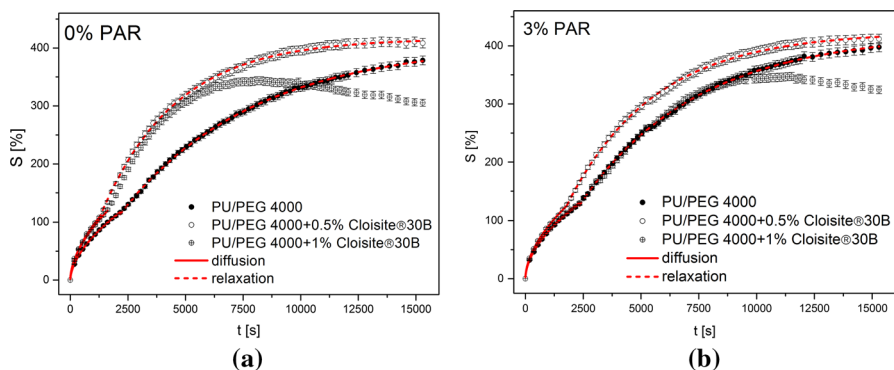 0% PAR
400
300
200
100
0
S [%]
PU/PEG 4000
PU/PEG 4000+0.5% Cloisite®30B
PU/PEG 4000+1% Cloisite®30B
diffusion
relaxation
0 2500 5000 7500 10000 12500 15000
t [s]
(a)
3% PAR
400
300
200
100
0
S [%]
PU/PEG 4000
PU/PEG 4000+0.5% Cloisite®30B
PU/PEG 4000+1% Cloisite®30B
diffusion
relaxation
0 2500 5000 7500 10000 12500 15000
t [s]
(b)